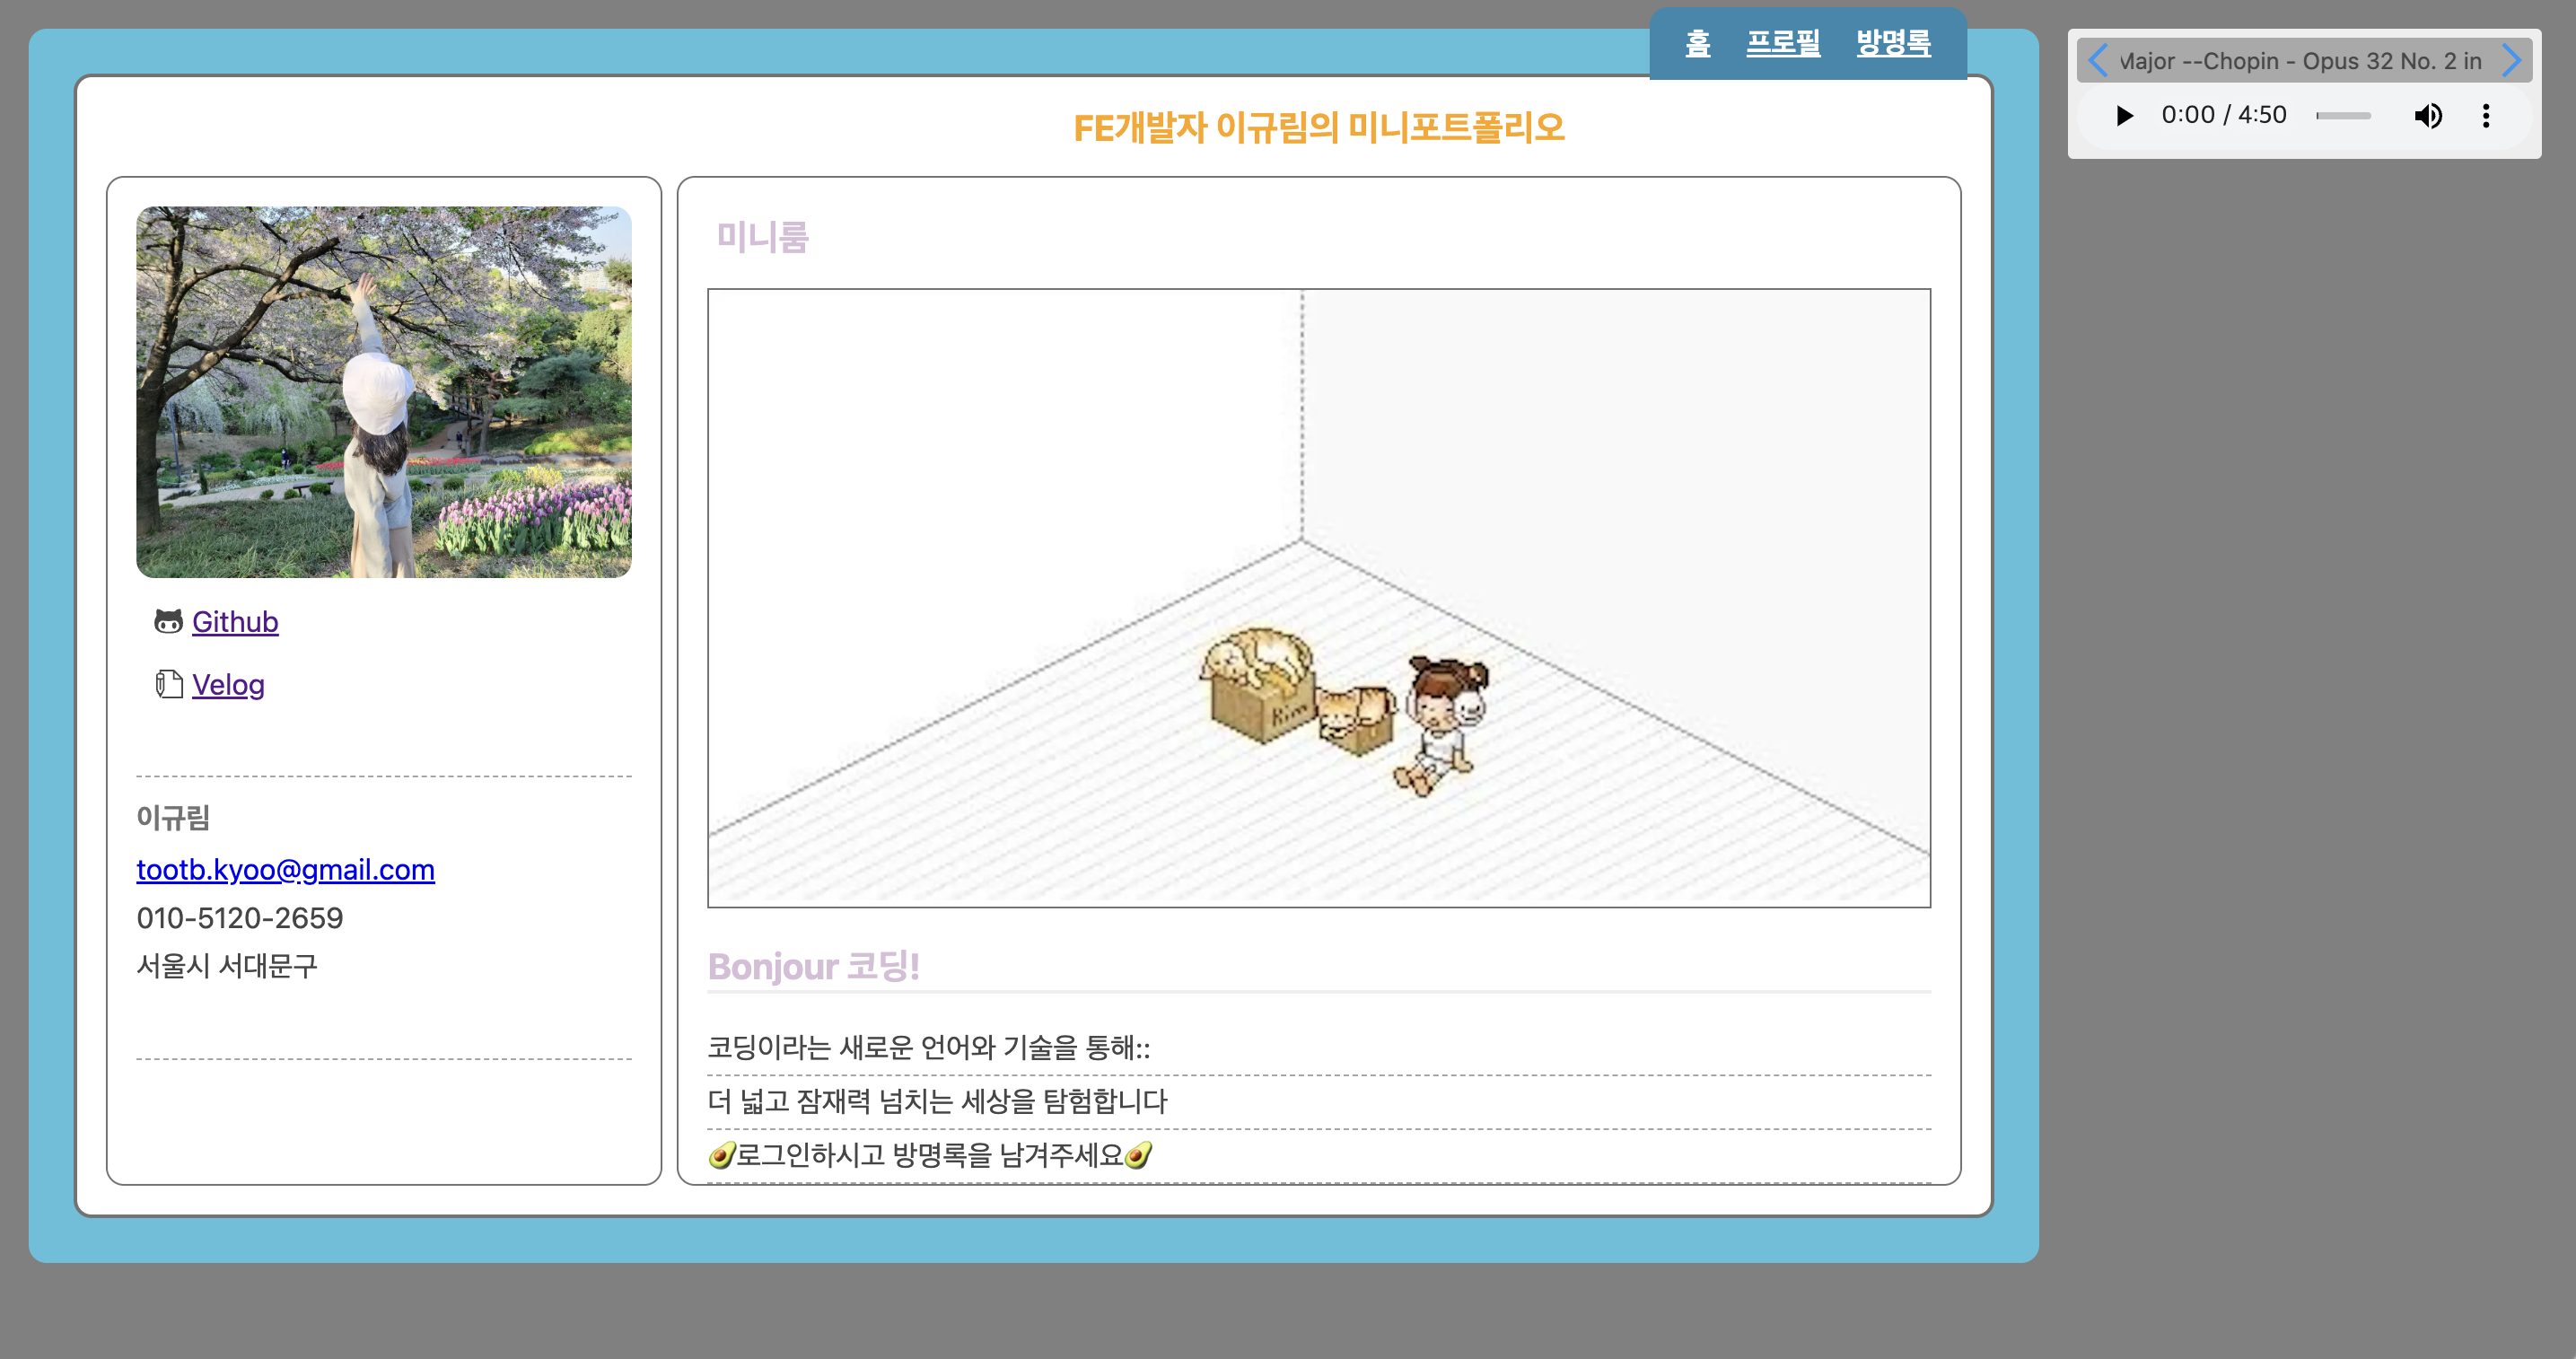 홈 프로필 방명록
Major --Chopin - Opus 32 No. 2 in
0:00 / 4:50
FE개발자 이규림의 미니포트폴리오
Github
Velog
이규림
tootb.kyoo@gmail.com
010-5120-2659
서울시 서대문구
미니룸
Rim
Bonjour 코딩!
코딩이라는 새로운 언어와 기술을 통해::
더 넓고 잠재력 넘치는 세상을 탐험합니다
🥑로그인하시고 방명록을 남겨주세요🥑